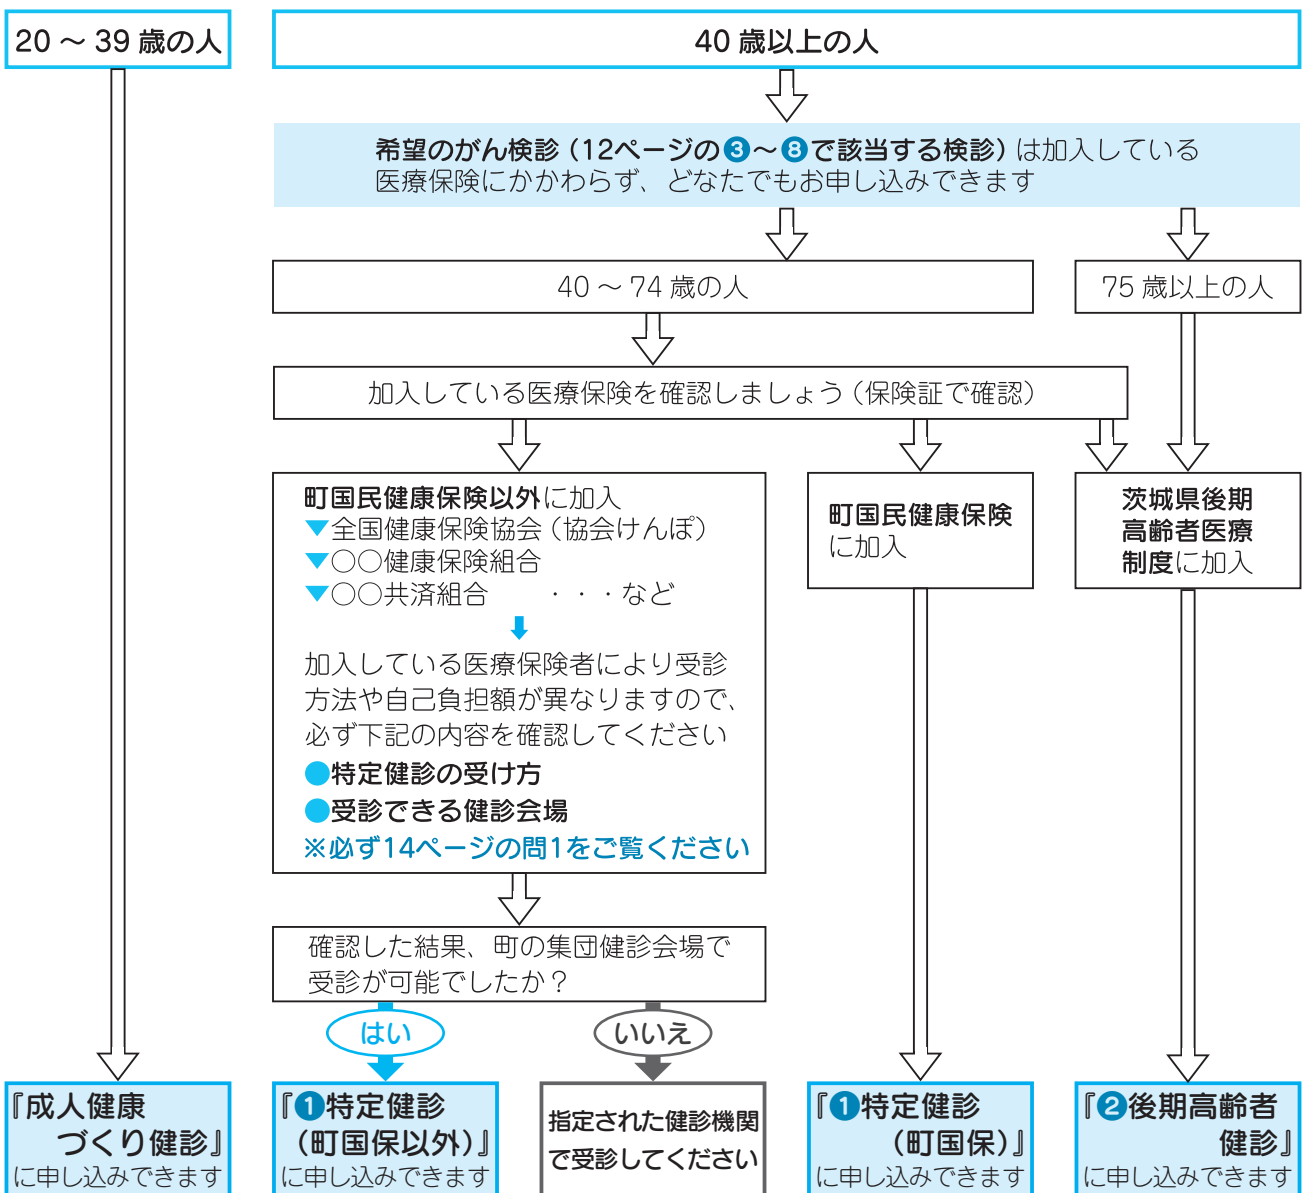 20～39歳の人
40歳以上の人
希望のがん検診（12ページの❸～❽で該当する検診）は加入している
医療保険にかかわらず、どなたでもお申し込みできます
40～74歳の人
75歳以上の人
加入している医療保険を確認しましょう（保険証で確認）
町国民健康保険以外に加入
▼全国健康保険協会（協会けんぽ）
▼○○健康保険組合
▼○○共済組合　　・・・など
加入している医療保険者により受診
方法や自己負担額が異なりますので、
必ず下記の内容を確認してください
●特定健診の受け方
●受診できる健診会場
※必ず14ページの問1をご覧ください
町国民健康保険
に加入
茨城県後期
高齢者医療
制度に加入
確認した結果、町の集団健診会場で
受診が可能でしたか？
はい
いいえ
『成人健康
づくり健診』
に申し込みできます
『❶特定健診
（町国保以外）』
に申し込みできます
指定された健診機関
で受診してください
『❶特定健診
（町国保）』
に申し込みできます
『❷後期高齢者
健診』
に申し込みできます